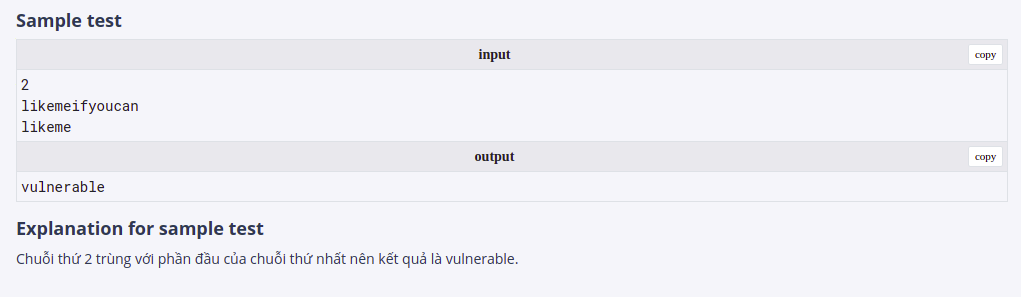 Sample test
input copy
2
likemeifyoucan
likeme
output copy
vulnerable
Explanation for sample test
Chuỗi thứ 2 trùng với phần đầu của chuỗi thứ nhất nên kết quả là vulnerable.